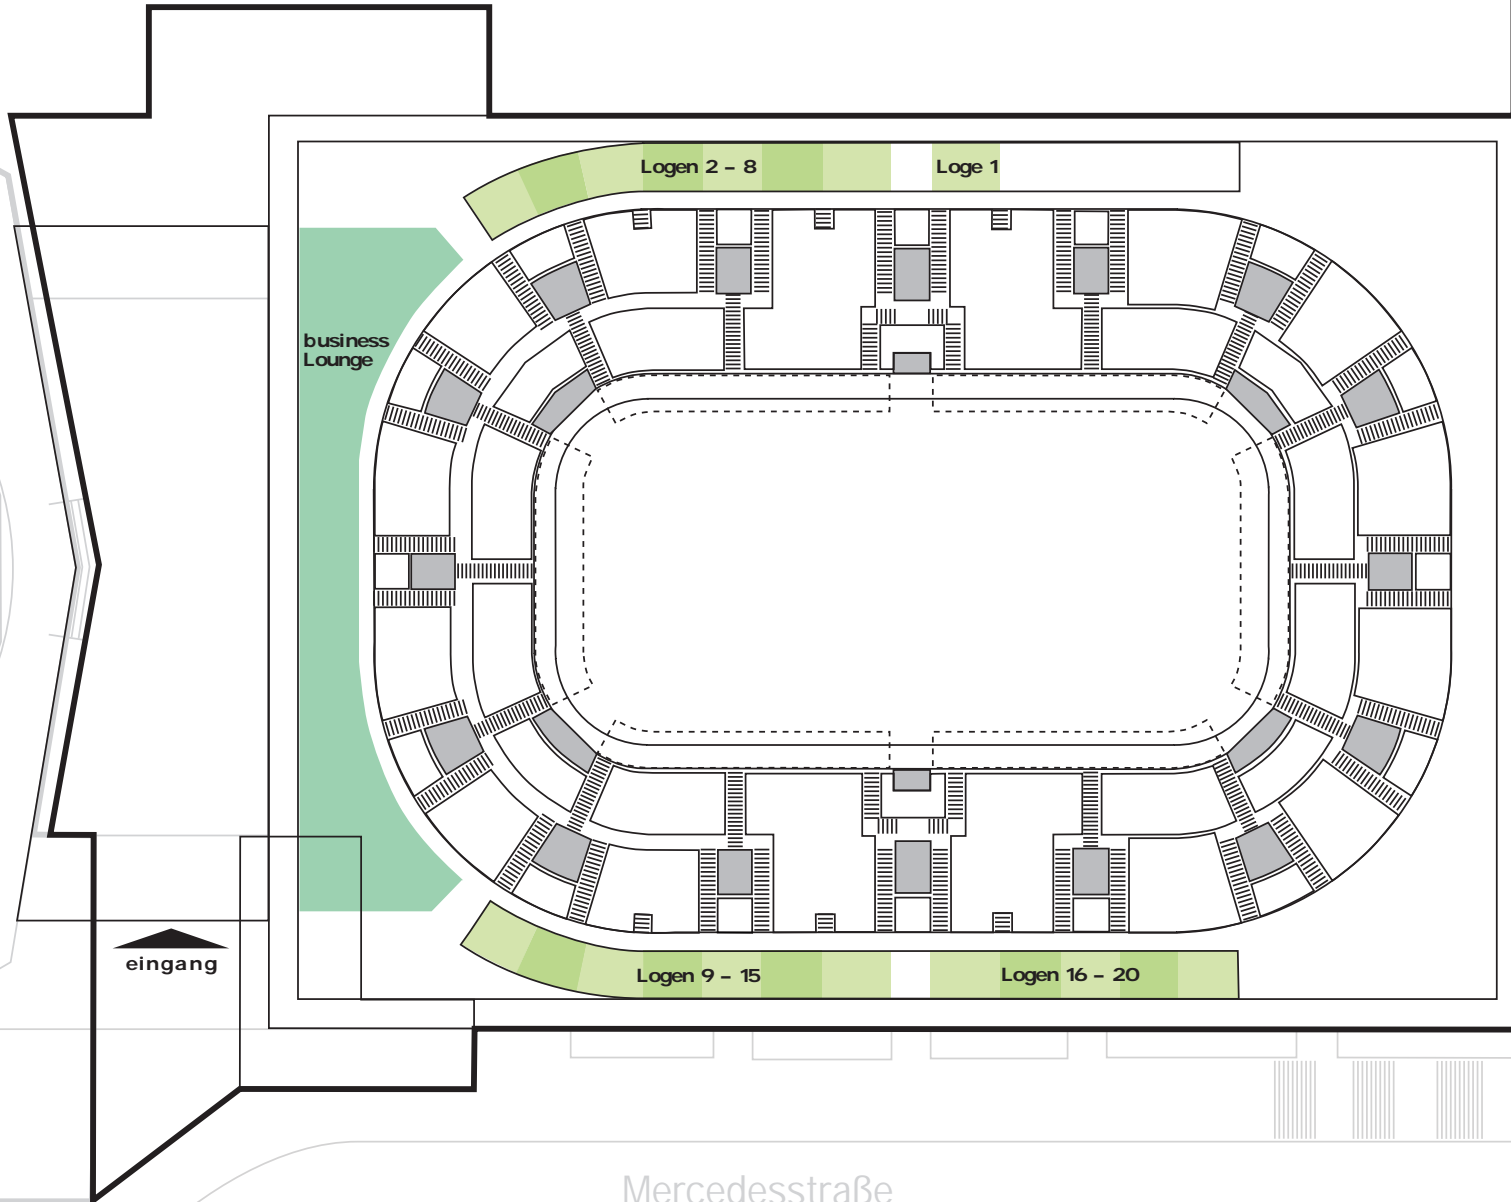 Logen 2 – 8
Loge 1
business
Lounge
eingang
Logen 9 – 15
Logen 16 – 20
Mercedesstraße